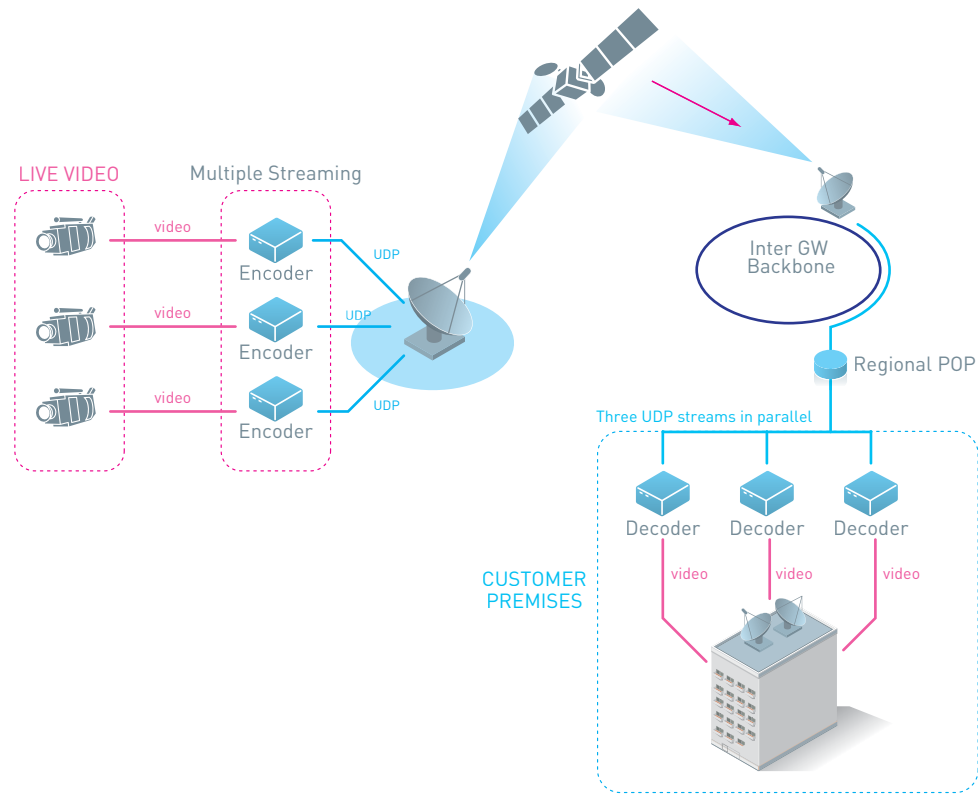 LIVE VIDEO
Multiple Streaming
video
Encoder
UDP
video
Encoder
UDP
video
Encoder
UDP
Inter GW
Backbone
Regional POP
Three UDP streams in parallel
Decoder
Decoder
Decoder
video
video
video
CUSTOMER
PREMISES